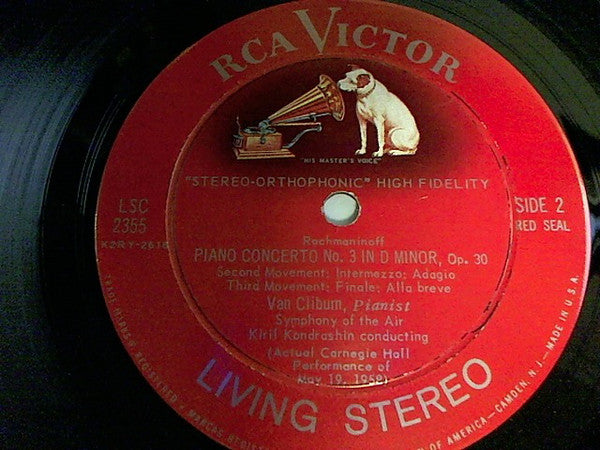 RCA VICTOR
"HIS MASTER'S VOICE"
"STEREO-ORTHOPHONIC" HIGH FIDELITY
LSC
2355
K2RY-2618
SIDE 2
RED SEAL
Rachmaninoff
PIANO CONCERTO No. 3 IN D MINOR, Op. 30
Second Movement: Intermezzo: Adagio
Third Movement: Finale: Alla breve
Van Cliburn, Pianist
Symphony of the Air
Kiril Kondrashin conducting
(Actual Carnegie Hall
Performance of
May 19, 1958)
LIVING STEREO
REGISTERED • MARCAS
OF AMERICA—CAMDEN, N. J.—MADE IN U.S.A.